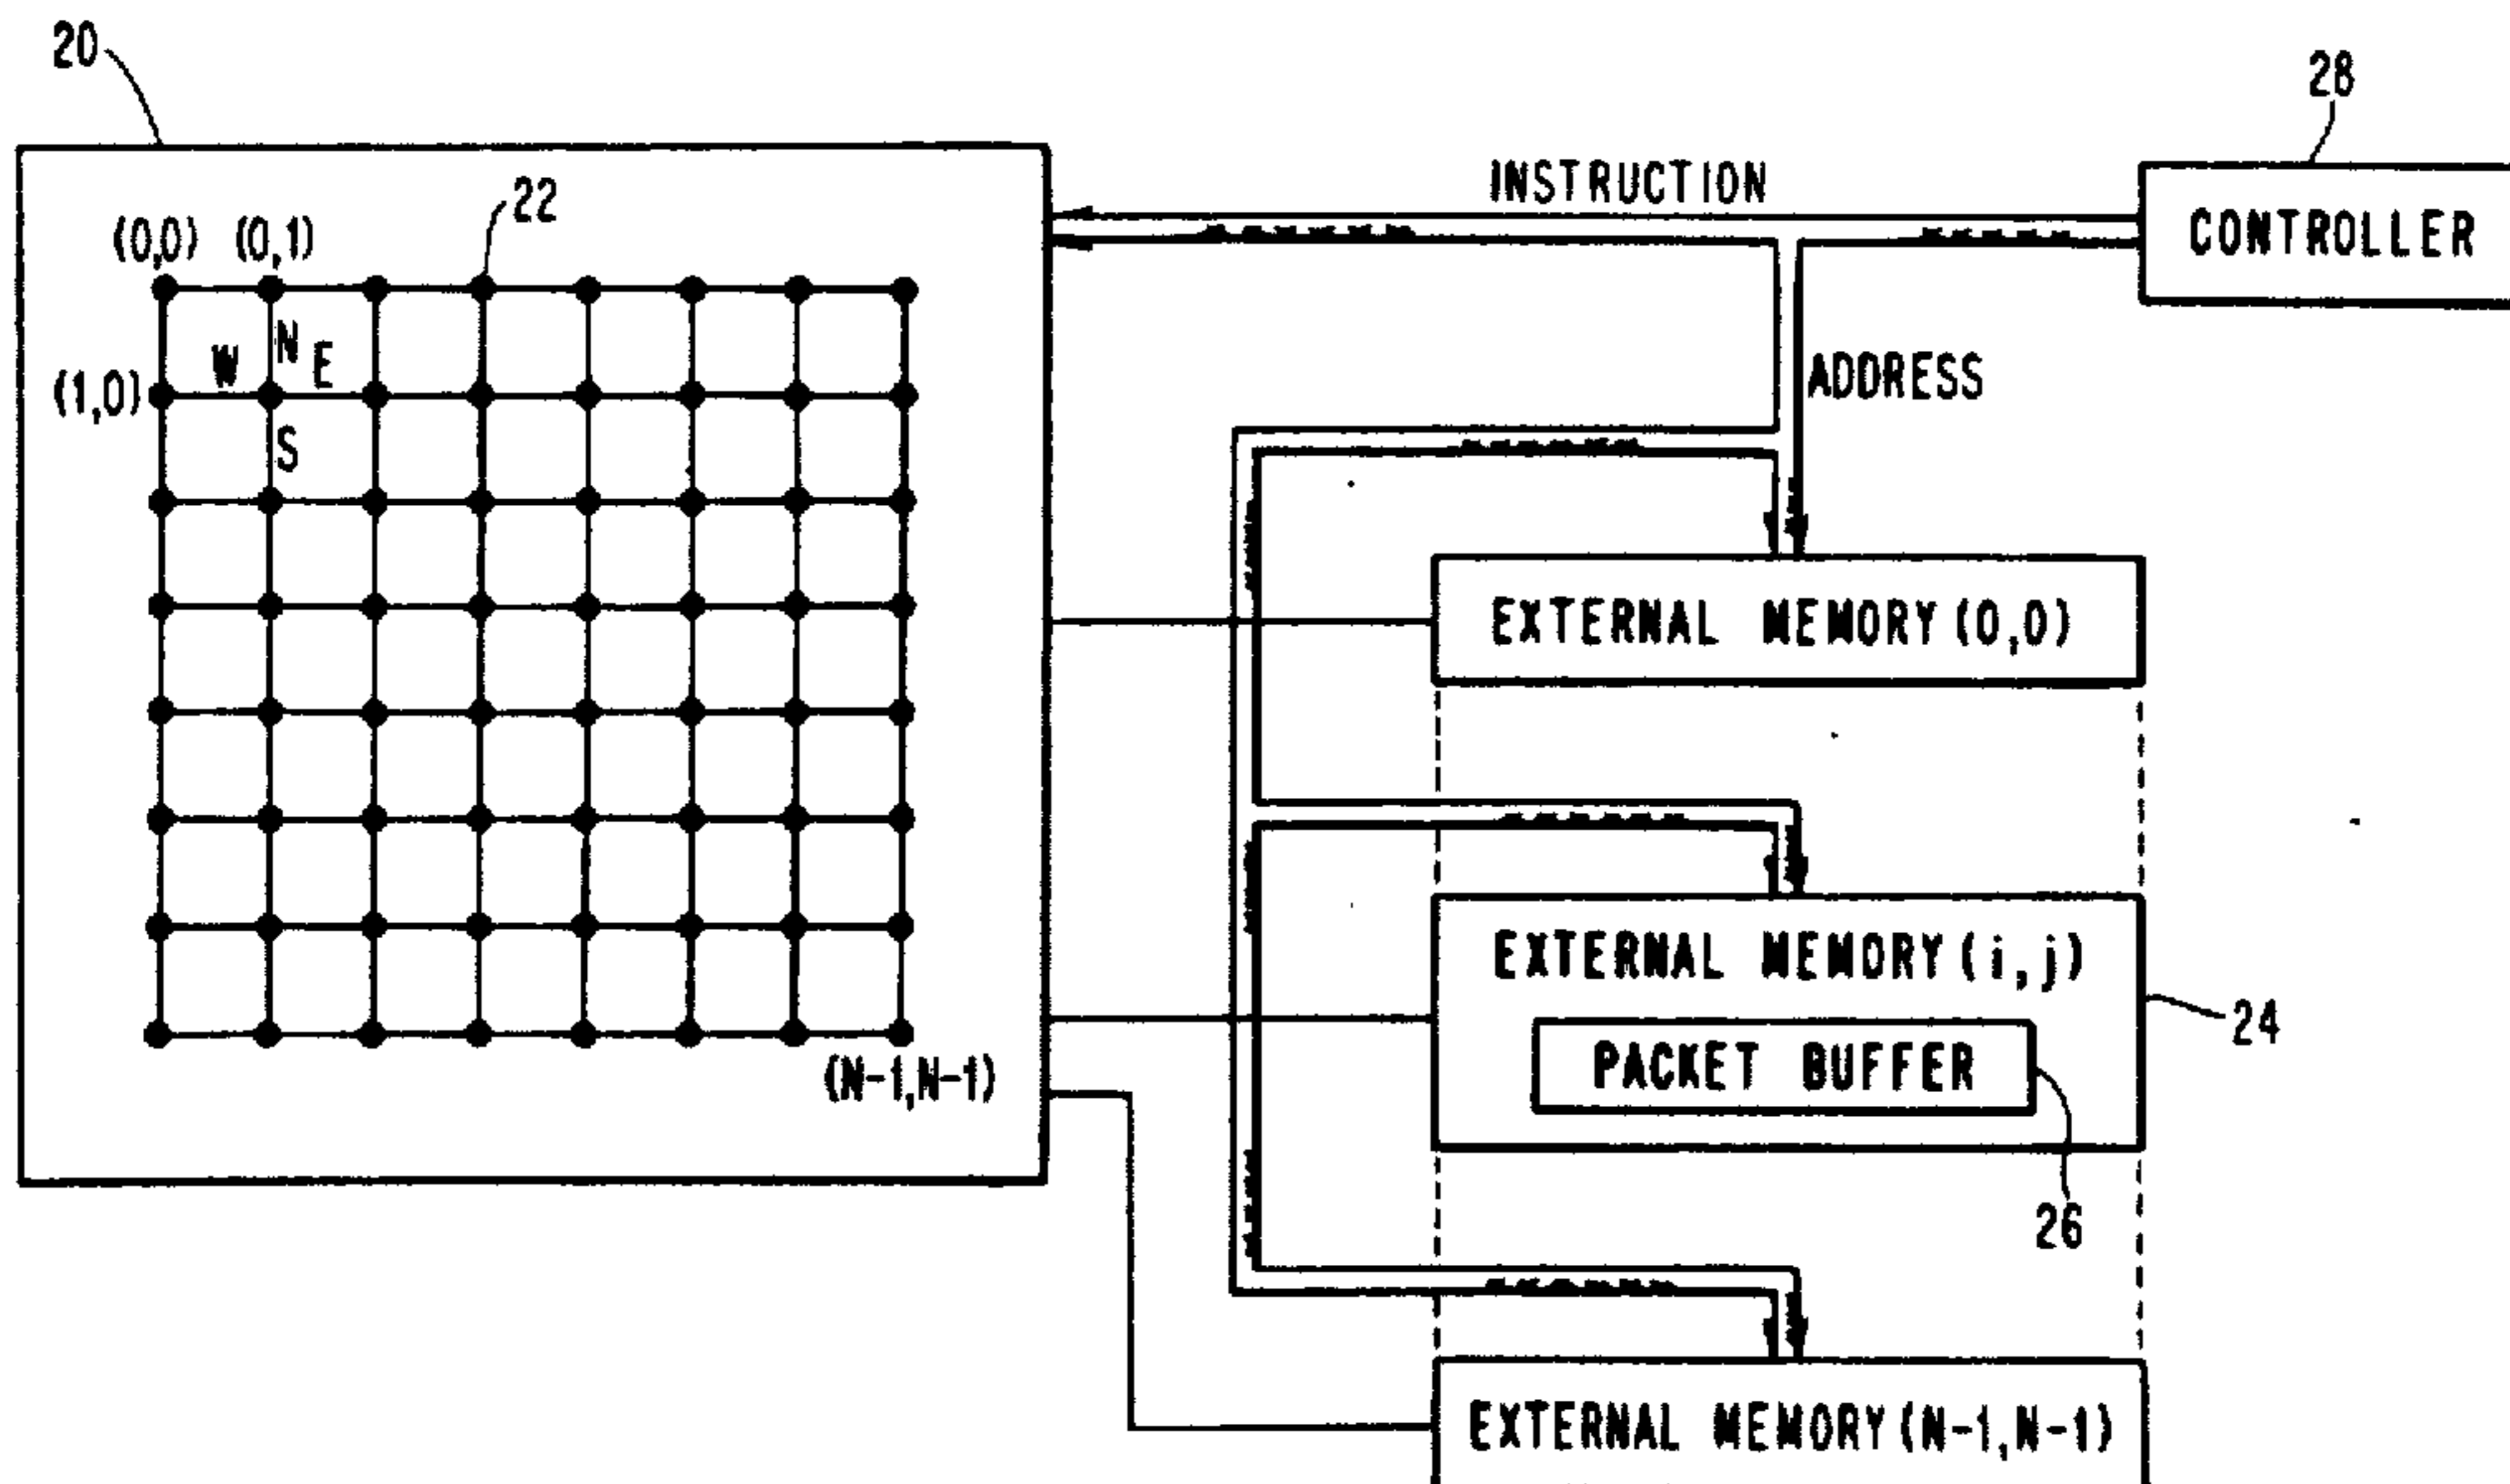 20
28
INSTRUCTION
CONTROLLER
22
(0,0) (0,1)
N
W E
(1,0)
S
ADDRESS
EXTERNAL MEMORY (0,0)
EXTERNAL MEMORY (i,j)
24
PACKET BUFFER
(N-1,N-1)
26
EXTERNAL MEMORY (N-1,N-1)